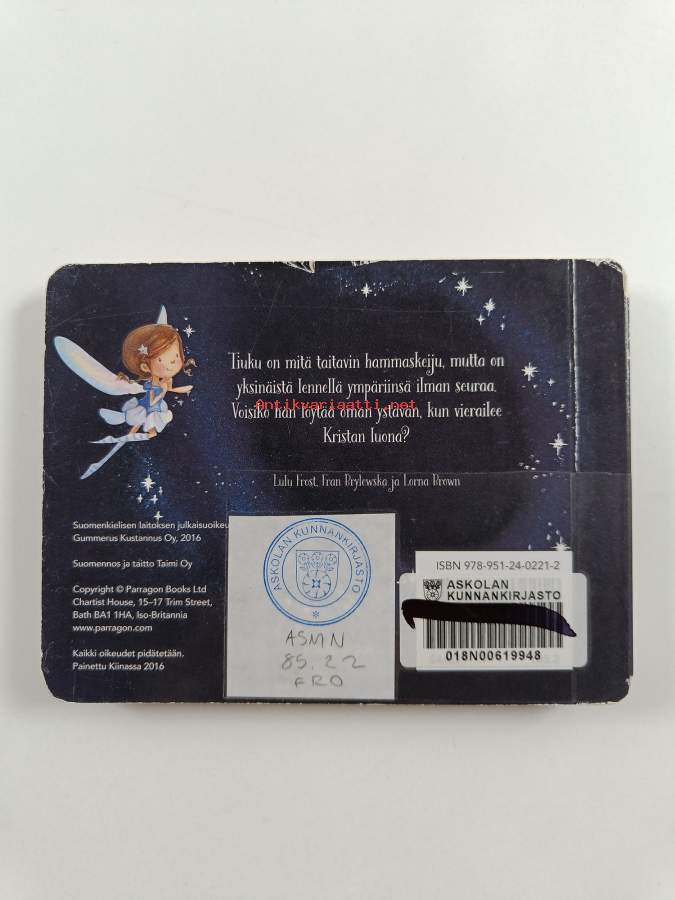 Tiuku on mitä taitavin hammaskeiju, mutta on
yksinäistä lennellä ympäriinsä ilman seuraa.
Antikvariaatti.net
Voisiko hän löytää oman ystävän, kun vierailee
Kristan luona?
Lulu Frost, Fran Brylewska ja Lorna Brown
Suomenkielisen laitoksen julkaisuoikeu
Gummerus Kustannus Oy, 2016
Suomennos ja taitto Taimi Oy
Copyright © Parragon Books Ltd
Chartist House, 15–17 Trim Street,
Bath BA1 1HA, Iso-Britannia
www.parragon.com
Kaikki oikeudet pidätetään.
Painettu Kiinassa 2016
ASKOLAN KUNNANKIRJASTO
*
ASMN
85.22
FRO
ISBN 978-951-24-0221-2
ASKOLAN
KUNNANKIRJASTO
018N00619948